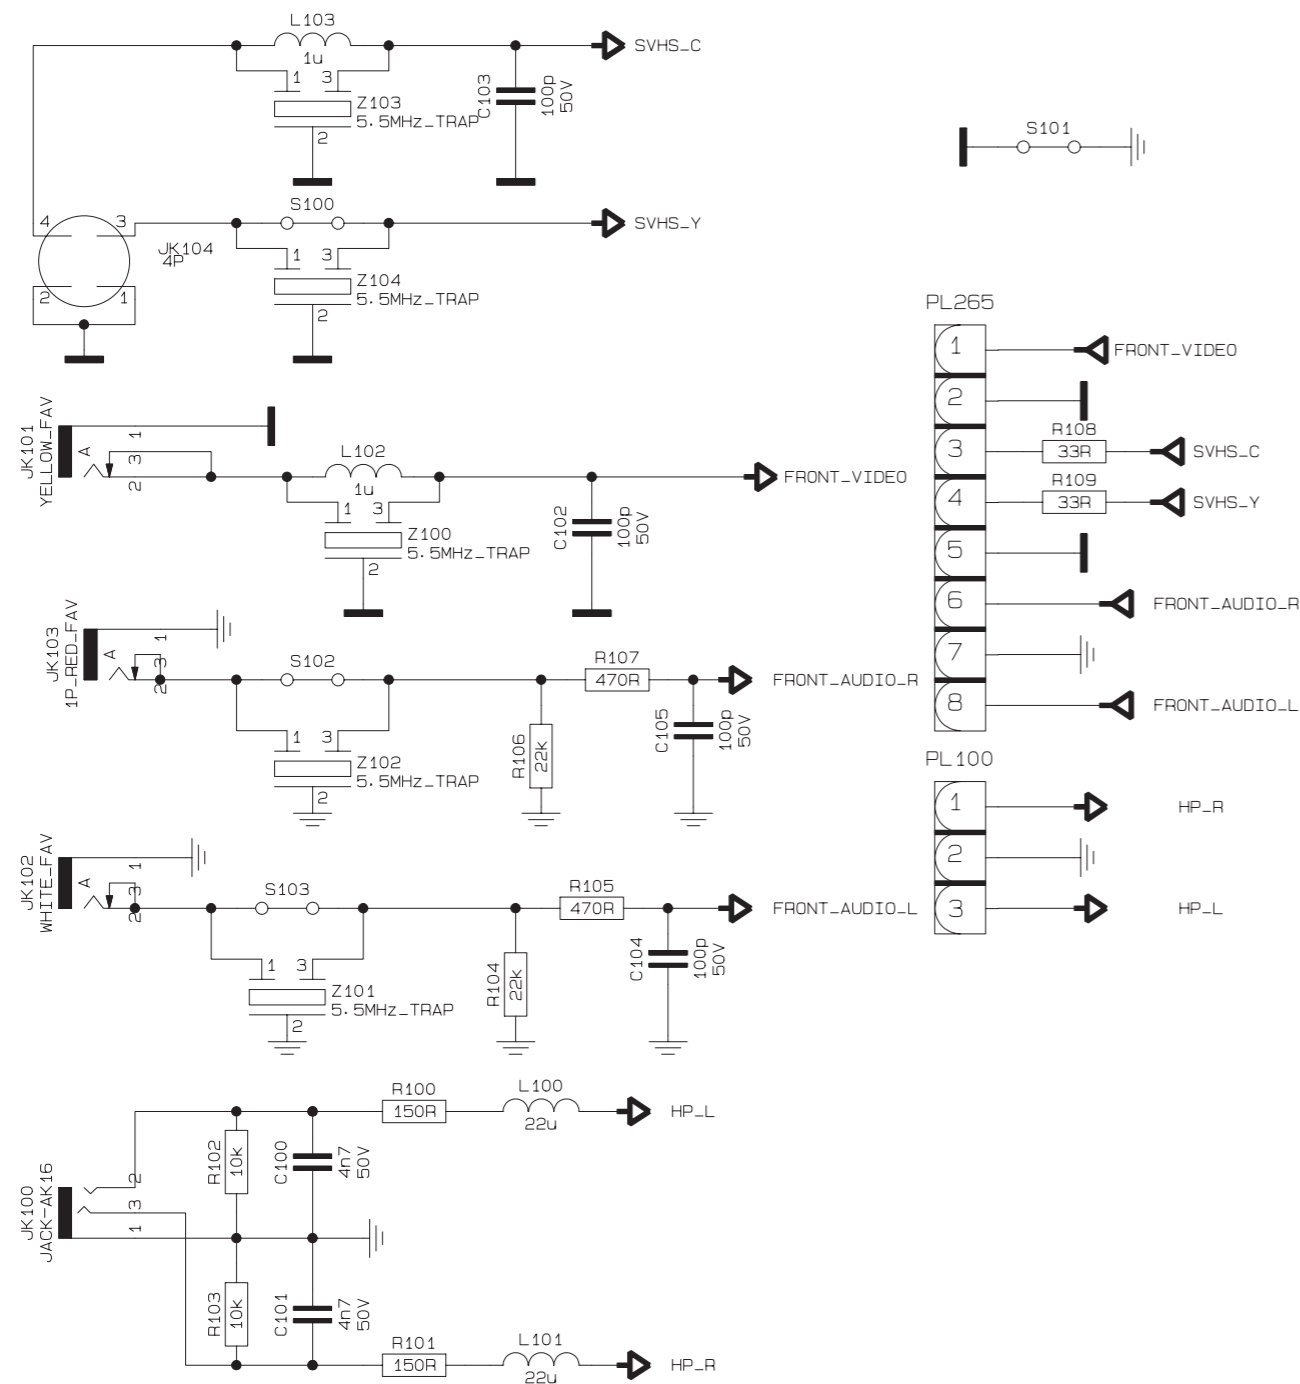 L103
1u
1 3
Z103
5.5MHz_TRAP
2
C103
100p
50V
SVHS_C
S101
4 3
JK104
4P
2 1
S100
SVHS_Y
1 3
Z104
5.5MHz_TRAP
2
JK101
YELLOW_FAV
A
1
3
2
L102
1u
1 3
Z100
5.5MHz_TRAP
2
C102
100p
50V
FRONT_VIDEO
JK103
1P_RED_FAV
A
1
3
2
S102
1 3
Z102
5.5MHz_TRAP
2
R106
22k
R107
470R
C105
100p
50V
FRONT_AUDIO_R
JK102
WHITE_FAV
A
1
3
2
S103
1 3
Z101
5.5MHz_TRAP
2
R104
22k
R105
470R
C104
100p
50V
FRONT_AUDIO_L
JK100
JACK-AK16
2
3
1
R102
10k
C100
4n7
50V
R100
150R
L100
22u
HP_L
R103
10k
C101
4n7
50V
R101
150R
L101
22u
HP_R
PL265
1 FRONT_VIDEO
2
3 R108 33R SVHS_C
4 R109 33R SVHS_Y
5
6 FRONT_AUDIO_R
7
8 FRONT_AUDIO_L
PL100
1 HP_R
2
3 HP_L